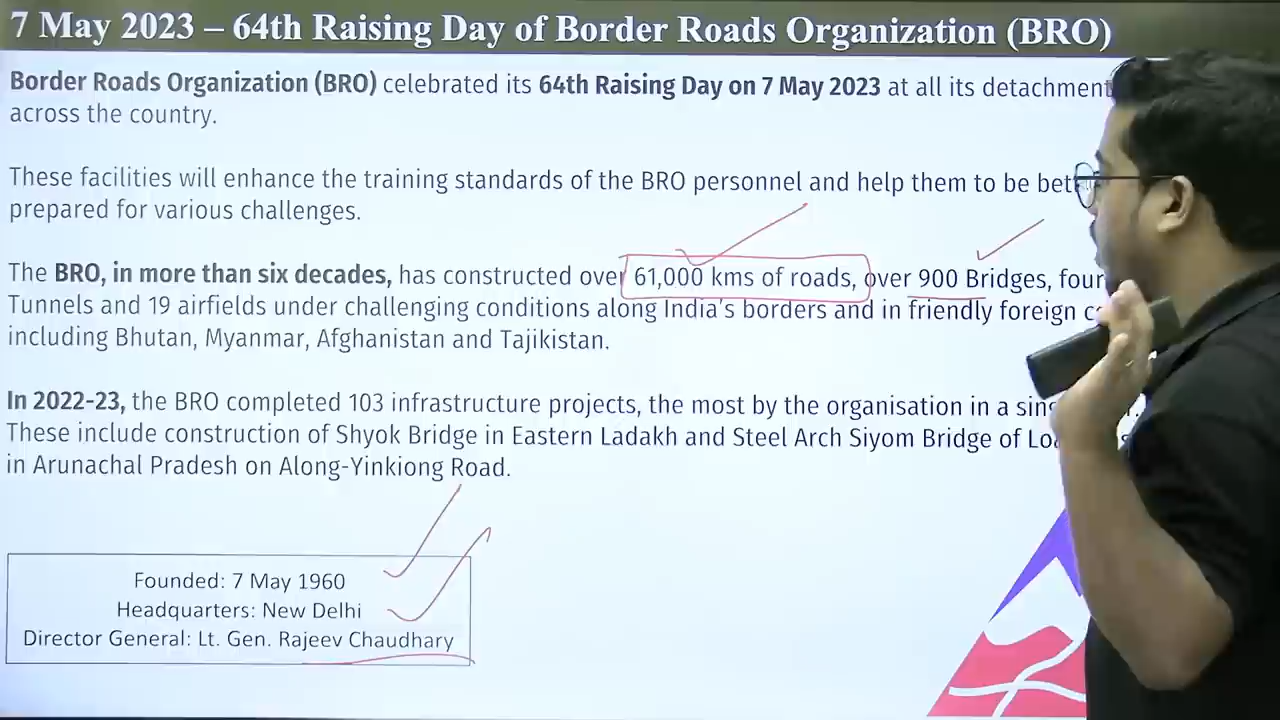 7 May 2023 – 64th Raising Day of Border Roads Organization (BRO)
Border Roads Organization (BRO) celebrated its 64th Raising Day on 7 May 2023 at all its detachment
across the country.
These facilities will enhance the training standards of the BRO personnel and help them to be
prepared for various challenges.
The BRO, in more than six decades, has constructed over 61,000 kms of roads, over 900 Bridges, four
Tunnels and 19 airfields under challenging conditions along India's borders and in friendly foreign
including Bhutan, Myanmar, Afghanistan and Tajikistan.
In 2022-23, the BRO completed 103 infrastructure projects, the most by the organisation in a
These include construction of Shyok Bridge in Eastern Ladakh and Steel Arch Siyom Bridge of
in Arunachal Pradesh on Along-Yinkiong Road.
Founded: 7 May 1960
Headquarters: New Delhi
Director General: Lt. Gen. Rajeev Chaudhary